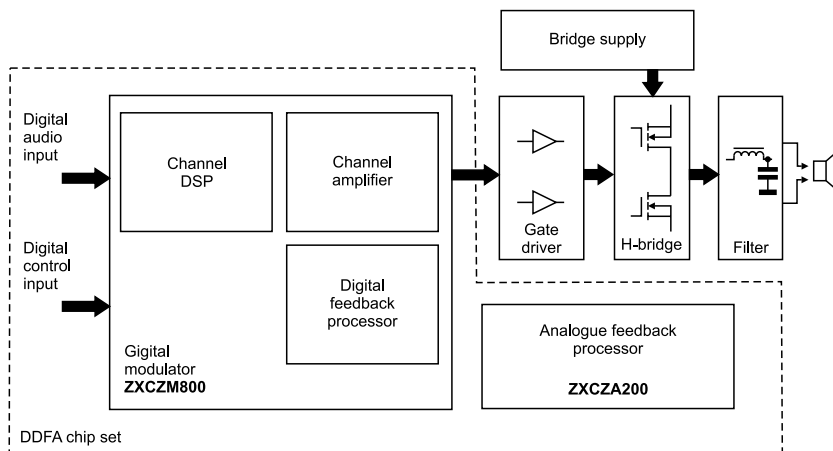 Bridge supply
Digital
audio
input
Channel
DSP
Channel
amplifier
Gate
driver
H-bridge
Filter
Digital
control
input
Digital
feedback
processor
Gigital
modulator
ZXCZM800
Analogue feedback
processor
ZXCZA200
DDFA chip set